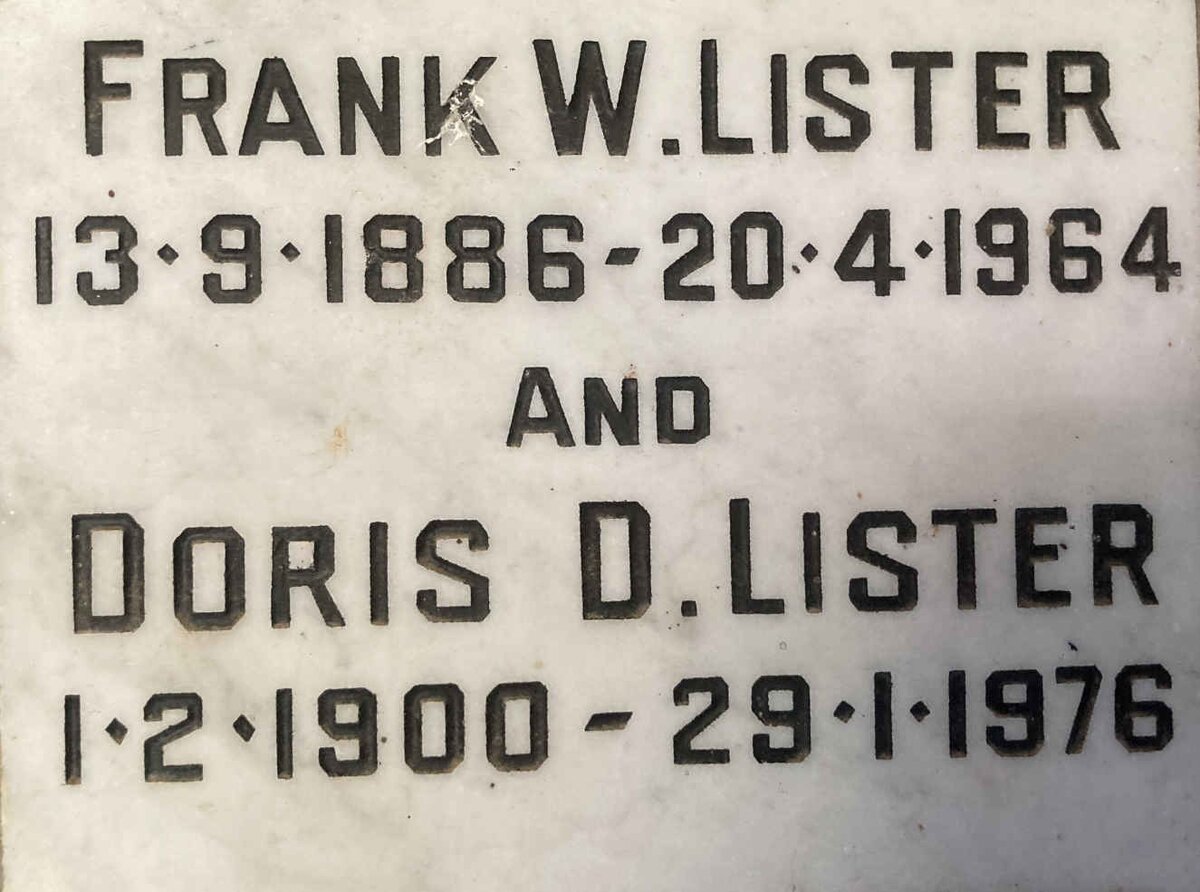 FRANK W. LISTER
13·9·1886-20·4·1964
AND
DORIS D. LISTER
1·2·1900 - 29·1·1976